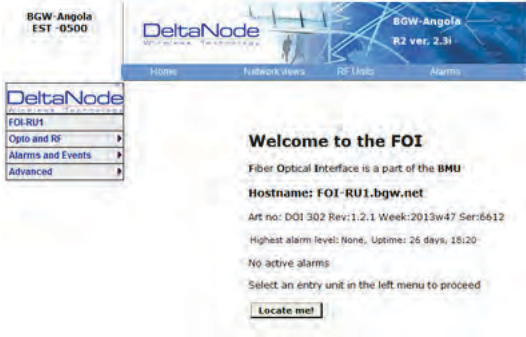 BGW-Angola
EST -0500
DeltaNode
Wireless Technology
BGW-Angola
R2 ver. 2.3i
Home Network views RF Units Alarms
DeltaNode
Wireless Technology
FOI-RU1
Opto and RF
Alarms and Events
Advanced
Welcome to the FOI
Fiber Optical Interface is a part of the BMU
Hostname: FOI-RU1.bgw.net
Art no: DOI 302 Rev:1.2.1 Week:2013w47 Ser:6612
Highest alarm level: None, Uptime: 26 days, 18:20
No active alarms
Select an entry unit in the left menu to proceed
Locate me!